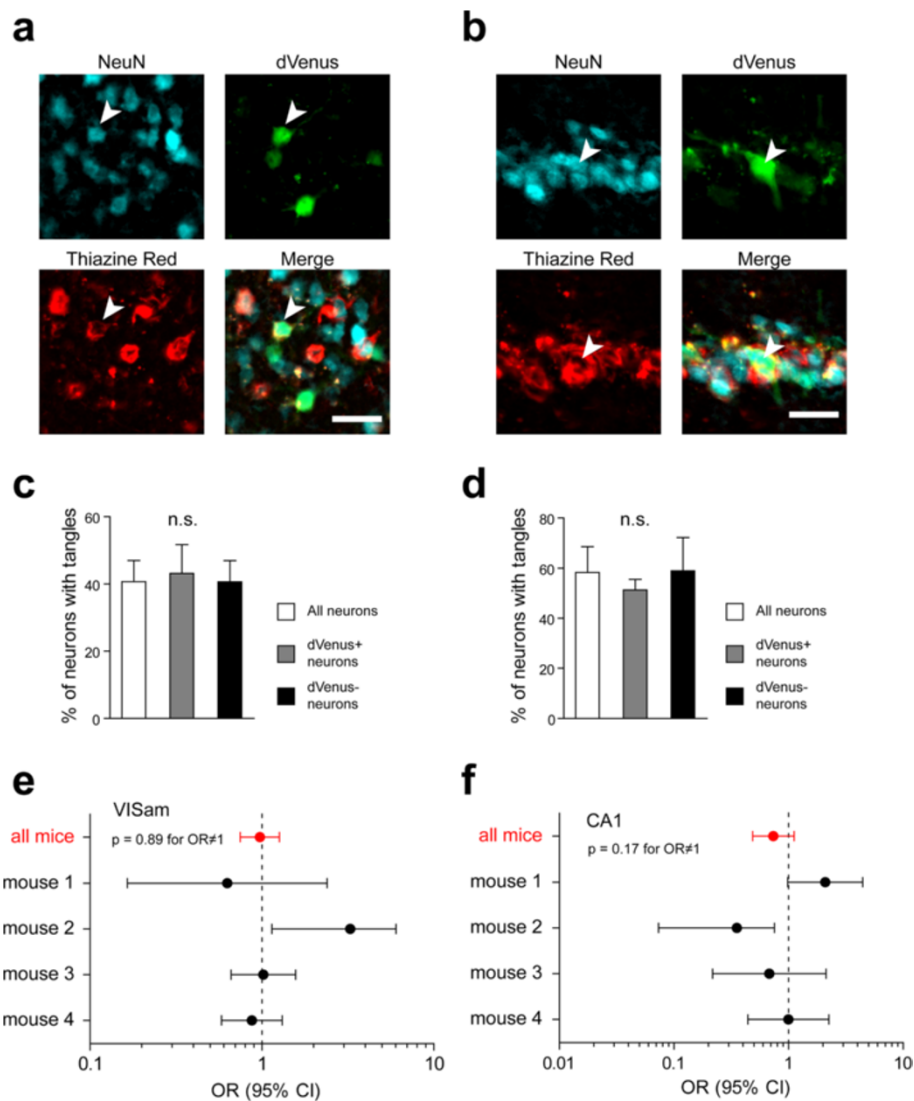 a
NeuN
dVenus
Thiazine Red
Merge
b
NeuN
dVenus
Thiazine Red
Merge
c
% of neurons with tangles
60
40
20
0
n.s.
All neurons
dVenus+
neurons
dVenus-
neurons
d
% of neurons with tangles
80
60
40
20
0
n.s.
All neurons
dVenus+
neurons
dVenus-
neurons
e
VISam
p = 0.89 for OR≠1
all mice
mouse 1
mouse 2
mouse 3
mouse 4
0.1
1
10
OR (95% CI)
f
CA1
p = 0.17 for OR≠1
all mice
mouse 1
mouse 2
mouse 3
mouse 4
0.01
0.1
1
10
OR (95% CI)